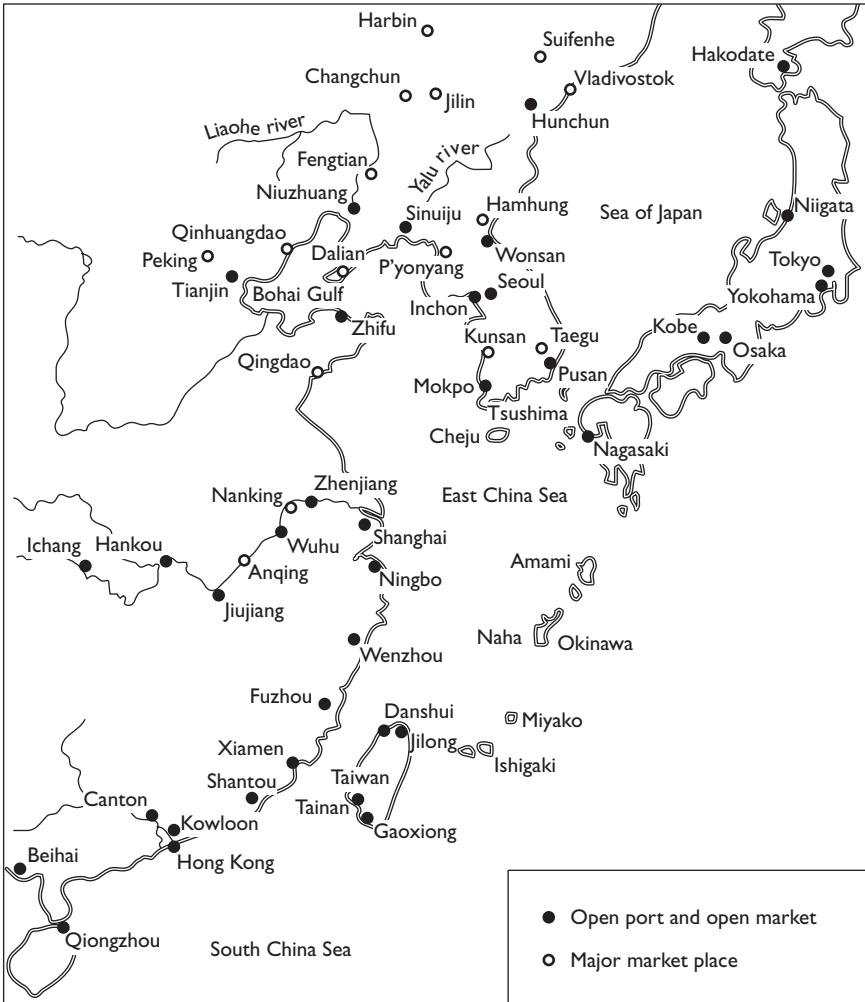 Harbin
Suifenhe
Hakodate
Changchun
Vladivostok
Jilin
Hunchun
Liaohe river
Fengtian
Yalu river
Niuzhuang
Sinuiju
Hamhung
Sea of Japan
Niigata
Qinhuangdao
Peking
Dalian
P'yonyang
Wonsan
Tokyo
Tianjin
Bohai Gulf
Seoul
Yokohama
Inchon
Zhifu
Kunsan
Taegu
Kobe
Osaka
Qingdao
Mokpo
Pusan
Tsushima
Cheju
Nagasaki
Nanking
Zhenjiang
East China Sea
Ichang
Hankou
Wuhu
Shanghai
Anqing
Ningbo
Amami
Jiujiang
Naha
Okinawa
Wenzhou
Fuzhou
Danshui
Miyako
Jilong
Xiamen
Ishigaki
Shantou
Taiwan
Canton
Tainan
Kowloon
Gaoxiong
Beihai
Hong Kong
Qiongzhou
South China Sea
Open port and open market
Major market place